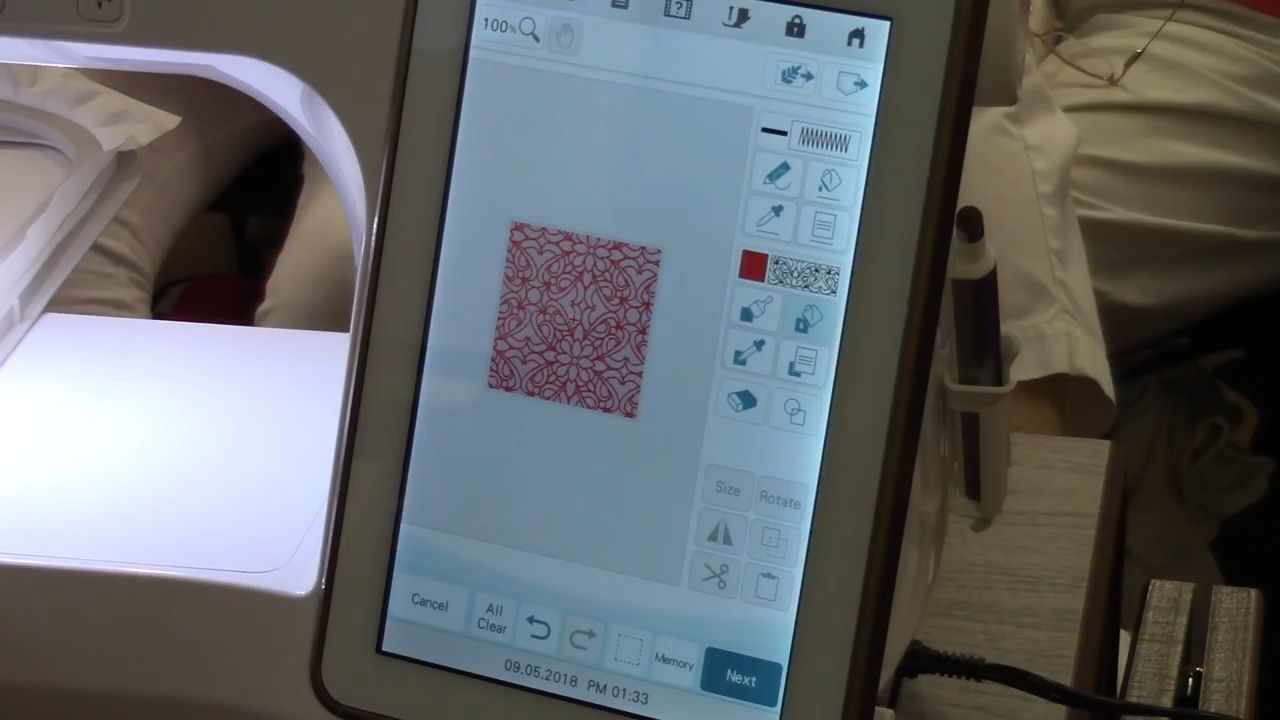 100%
Size
Rotate
Cancel
All
Clear
Memory
Next
09.05.2018 PM 01:33